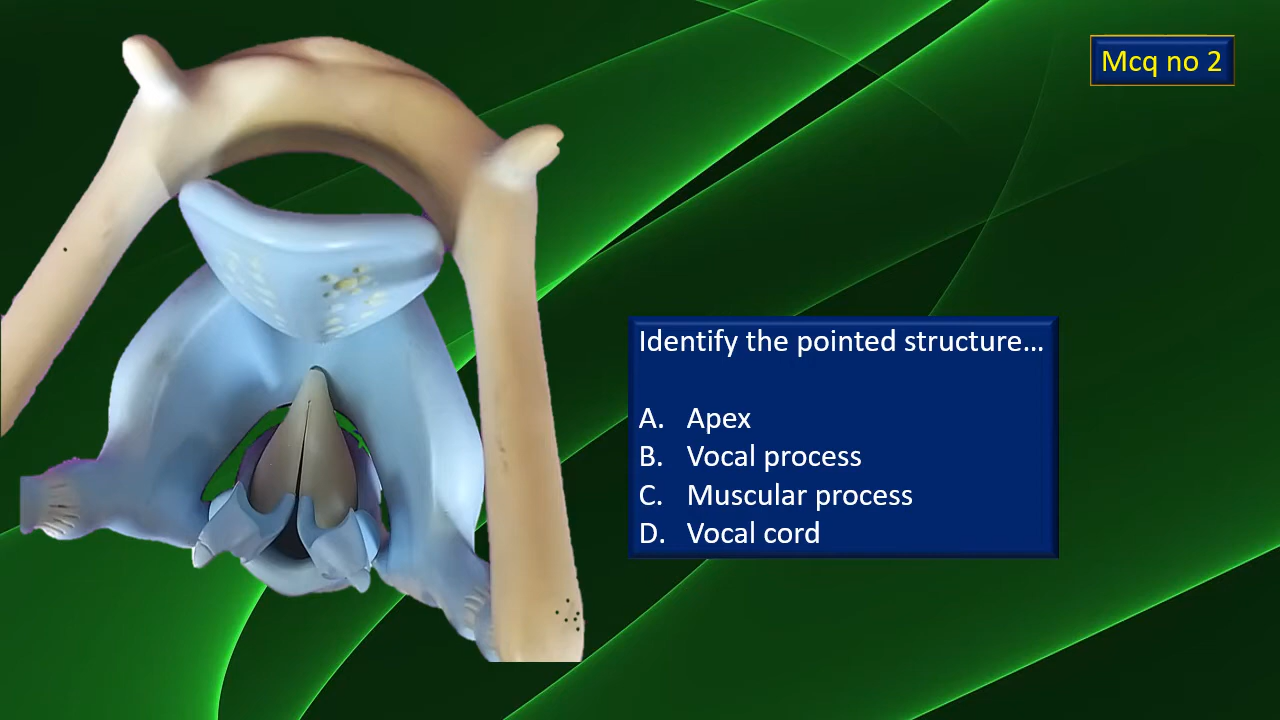 Mcq no 2
Identify the pointed structure...
A. Apex
B. Vocal process
C. Muscular process
D. Vocal cord